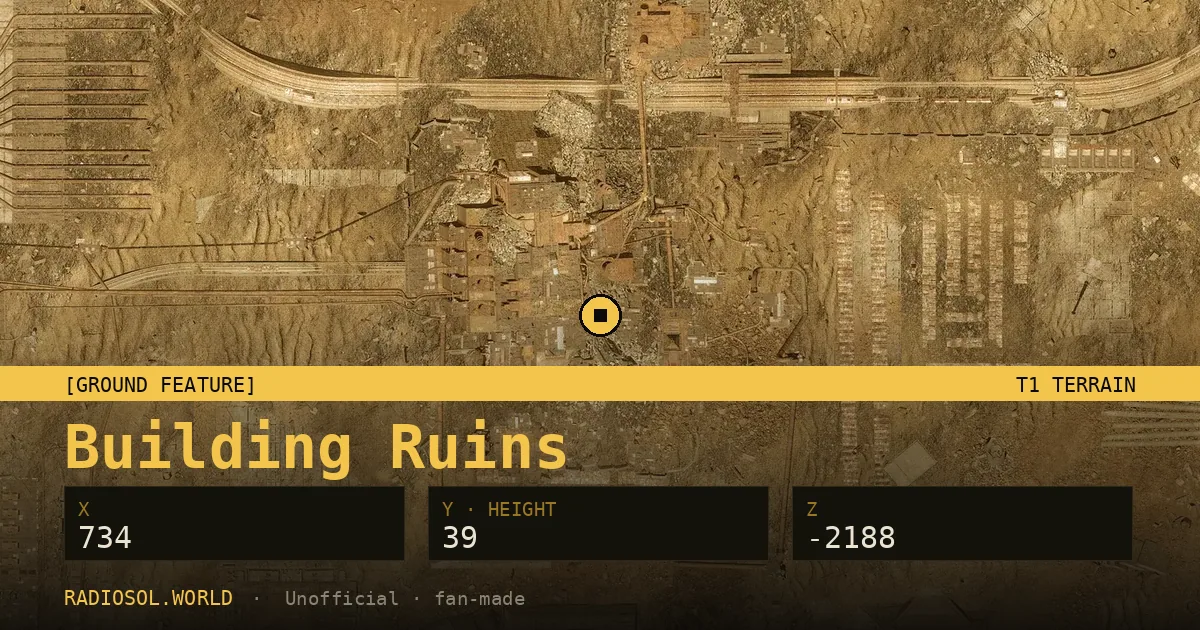 [GROUND FEATURE] T1 TERRAIN
Building Ruins
X Y · HEIGHT Z
734 39 -2188
RADIOSOL.WORLD · Unofficial · fan-made